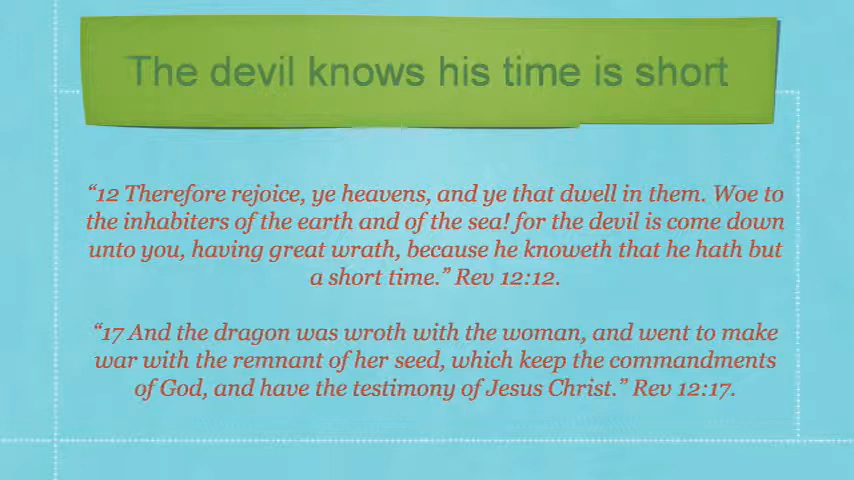 The devil knows his time is short
“12 Therefore rejoice, ye heavens, and ye that dwell in them. Woe to
the inhabiters of the earth and of the sea! for the devil is come down
unto you, having great wrath, because he knoweth that he hath but
a short time.” Rev 12:12.
“17 And the dragon was wroth with the woman, and went to make
war with the remnant of her seed, which keep the commandments
of God, and have the testimony of Jesus Christ.” Rev 12:17.